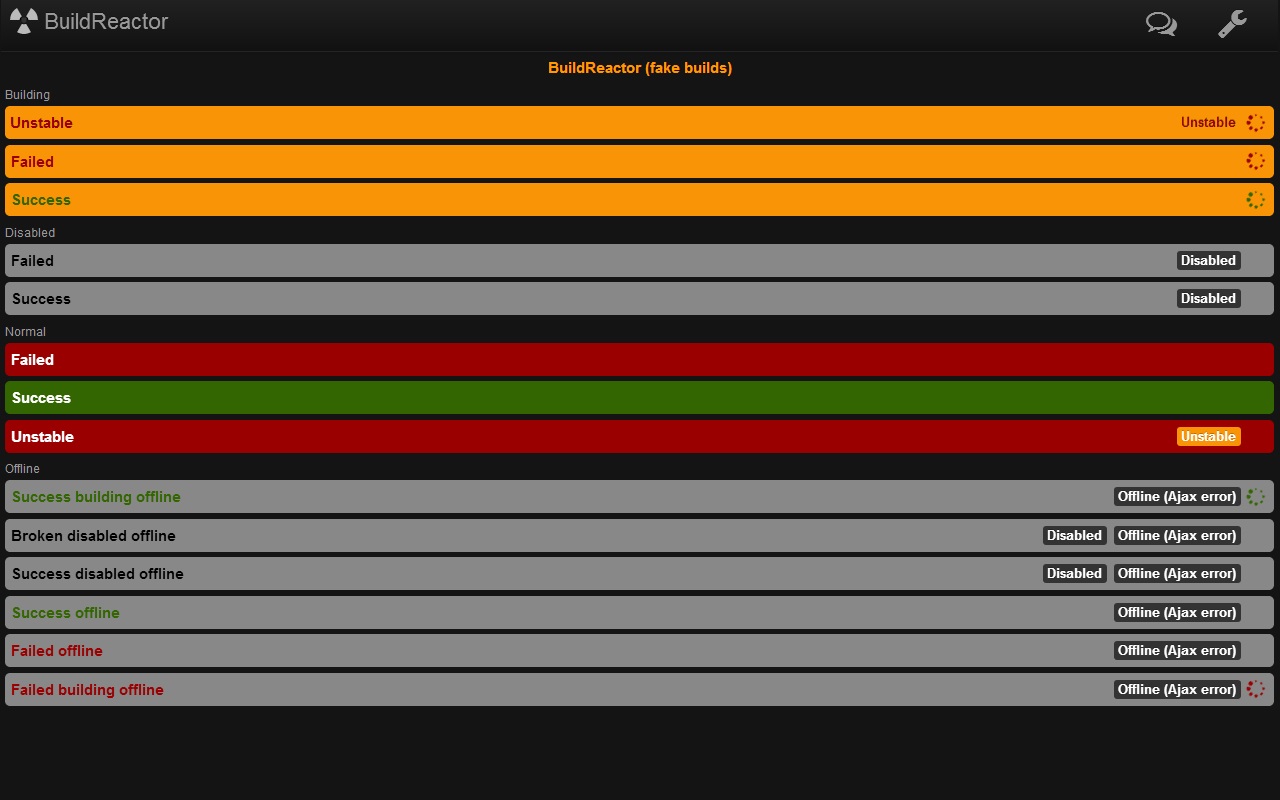 BuildReactor
BuildReactor (fake builds)
Building
Unstable Unstable
Failed
Success
Disabled
Failed Disabled
Success Disabled
Normal
Failed
Success
Unstable Unstable
Offline
Success building offline Offline (Ajax error)
Broken disabled offline Disabled Offline (Ajax error)
Success disabled offline Disabled Offline (Ajax error)
Success offline Offline (Ajax error)
Failed offline Offline (Ajax error)
Failed building offline Offline (Ajax error)